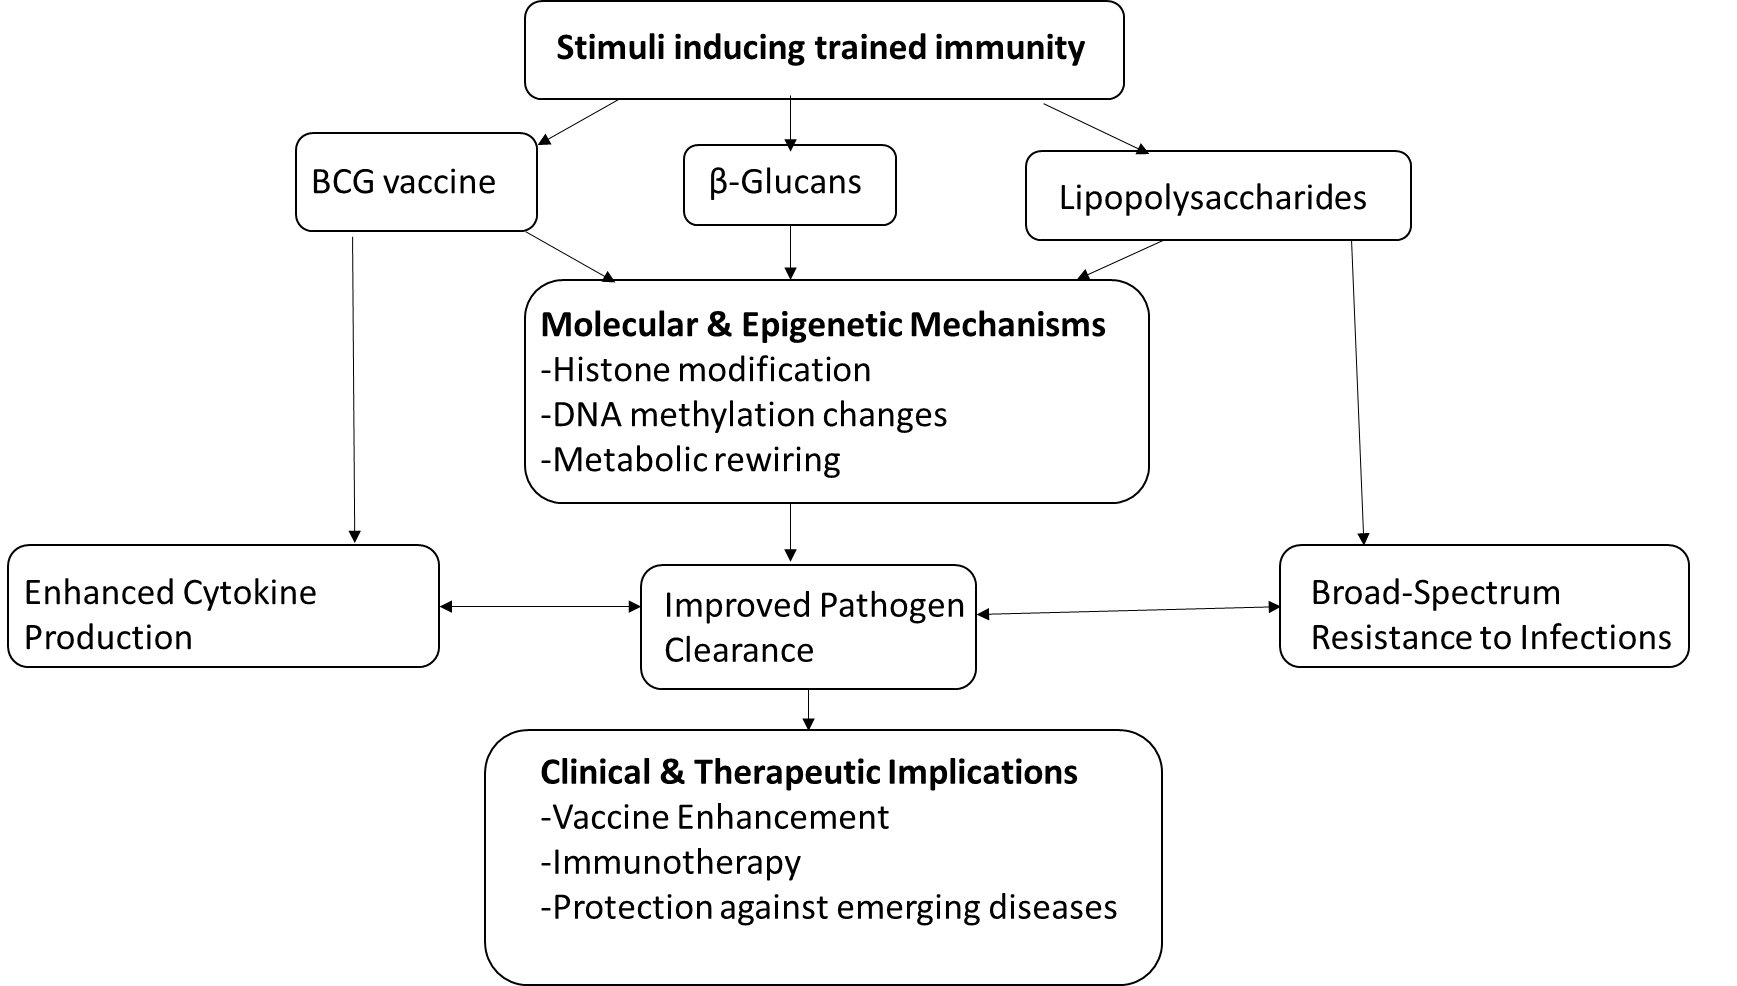 Stimuli inducing trained immunity
BCG vaccine
β-Glucans
Lipopolysaccharides
Molecular & Epigenetic Mechanisms
-Histone modification
-DNA methylation changes
-Metabolic rewiring
Enhanced Cytokine
Production
Improved Pathogen
Clearance
Broad-Spectrum
Resistance to Infections
Clinical & Therapeutic Implications
-Vaccine Enhancement
-Immunotherapy
-Protection against emerging diseases